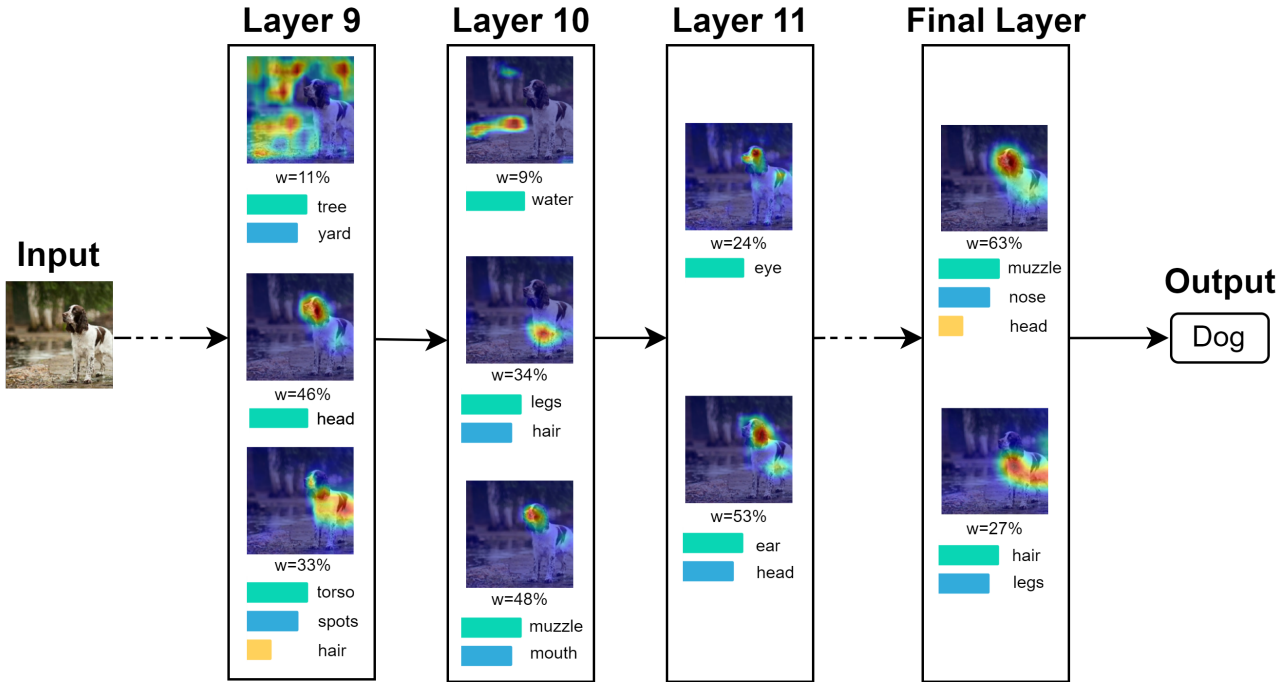 Layer 9
Layer 10
Layer 11
Final Layer
Input
w=11%
tree
yard
w=46%
head
w=33%
torso
spots
hair
w=9%
water
w=34%
legs
hair
w=48%
muzzle
mouth
w=24%
eye
w=53%
ear
head
w=63%
muzzle
nose
head
w=27%
hair
legs
Output
Dog